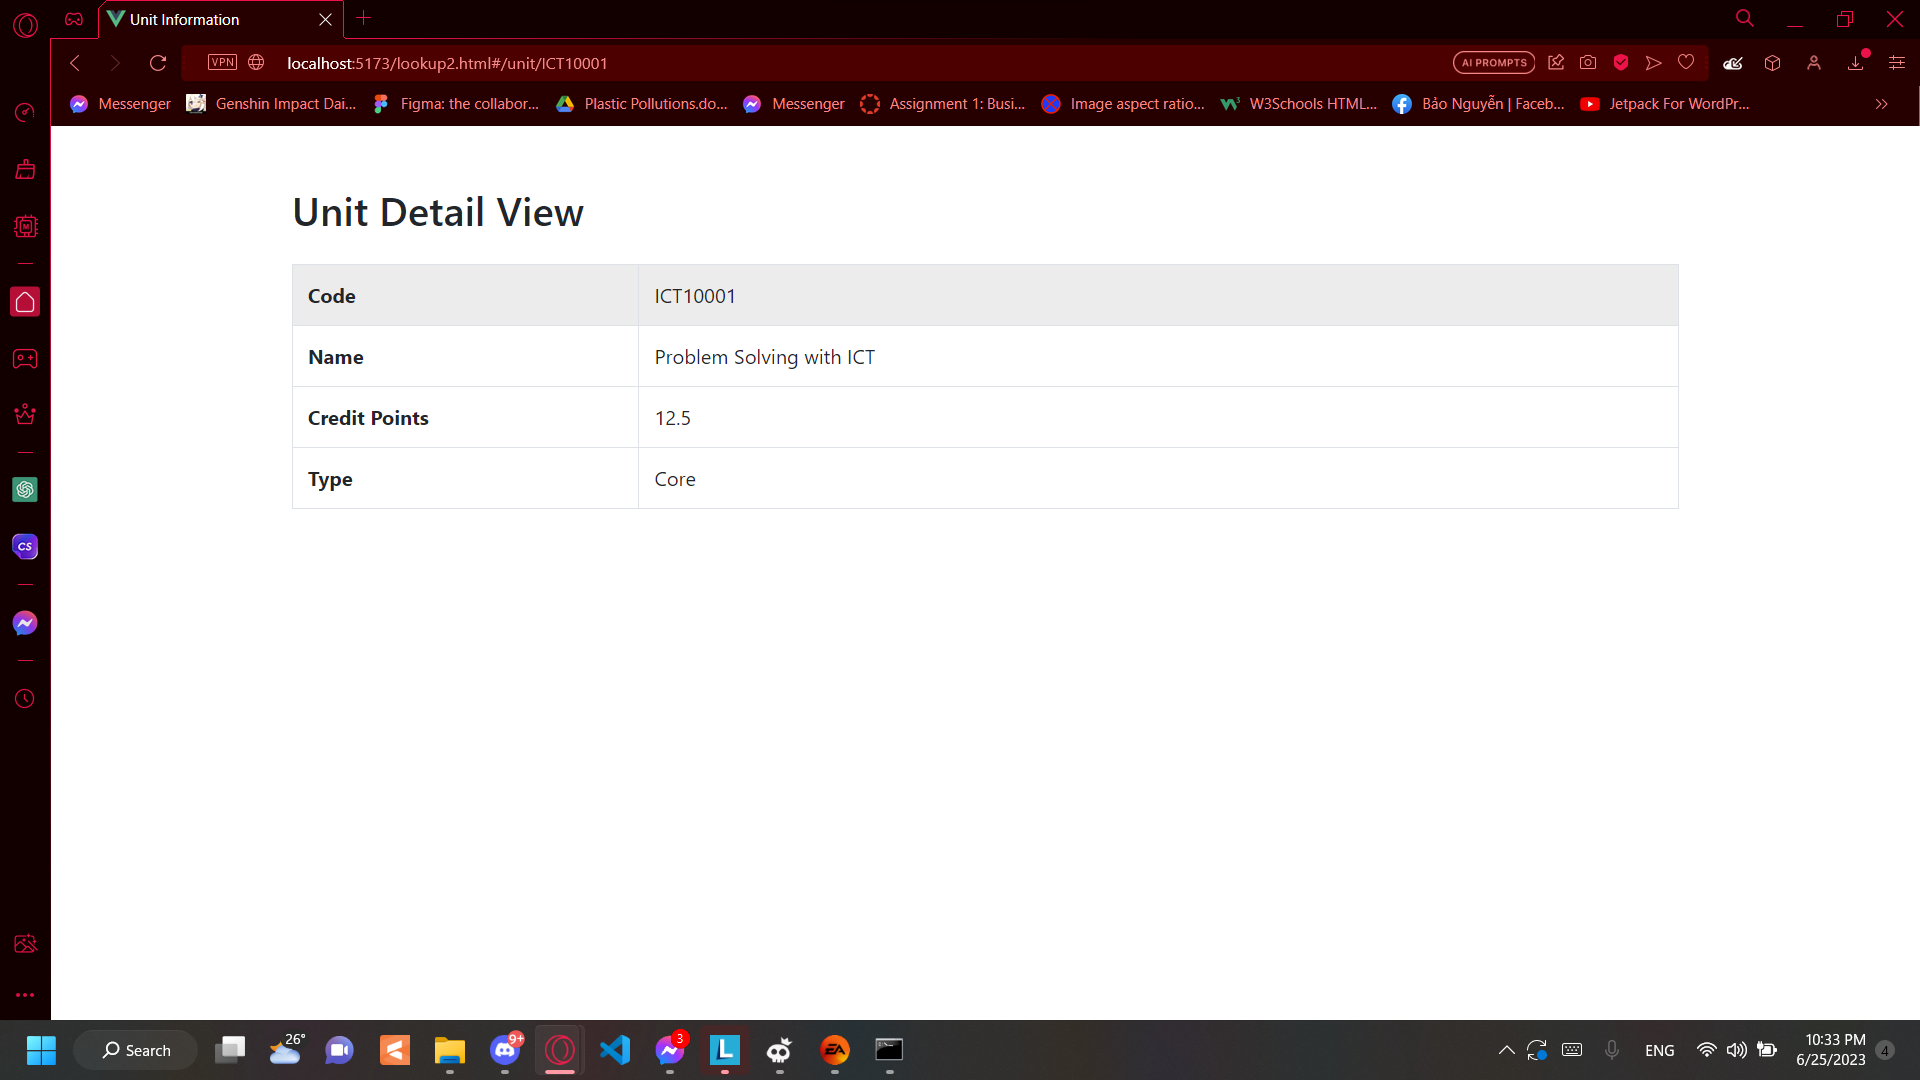 Unit Information
VPN
localhost:5173/lookup2.html#/unit/ICT10001
AI PROMPTS
Messenger
Genshin Impact Dai...
Figma: the collabor...
Plastic Pollutions.do...
Messenger
Assignment 1: Busi...
Image aspect ratio...
W3Schools HTML...
Bảo Nguyễn | Faceb...
Jetpack For WordPr...
Unit Detail View
Code ICT10001
Name Problem Solving with ICT
Credit Points 12.5
Type Core
M
CS
Search
26°
9+
3
L
EA
ENG
10:33 PM
6/25/2023
4